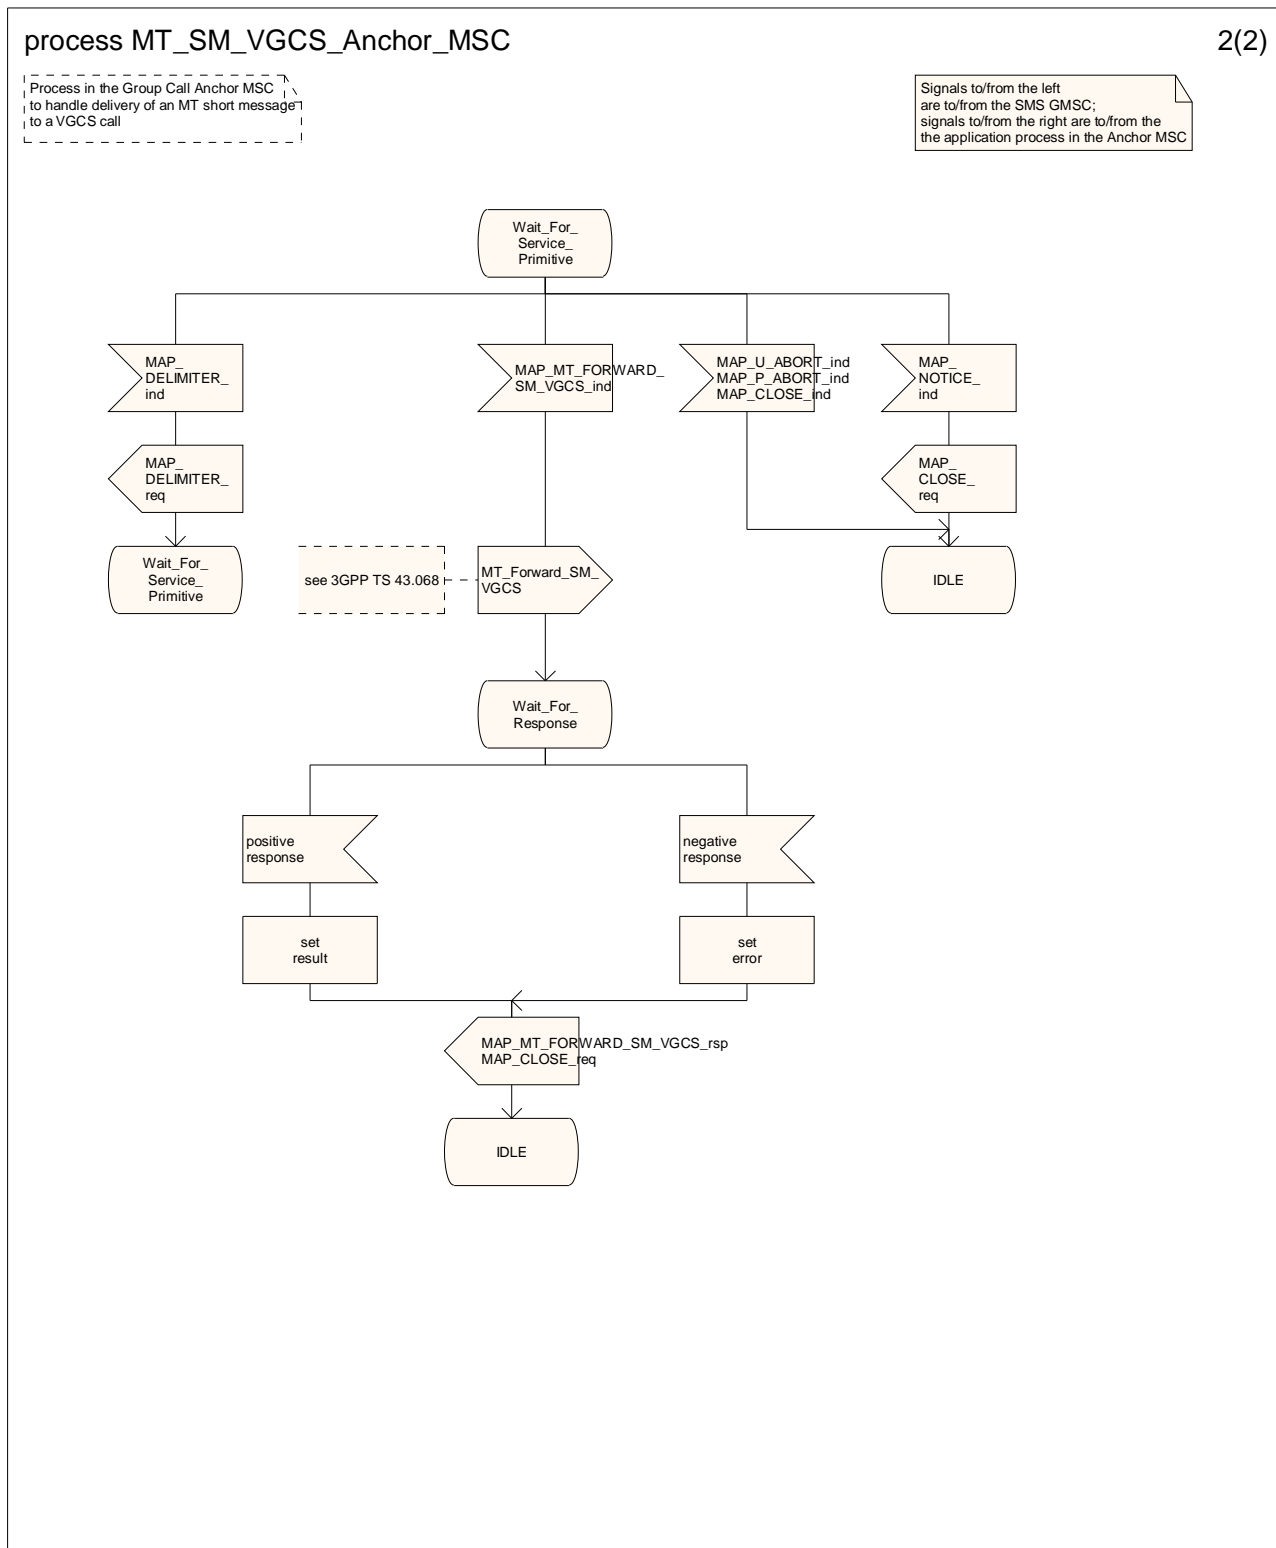 process MT_SM_VGCS_Anchor_MSC
2(2)
Process in the Group Call Anchor MSC
to handle delivery of an MT short message
to a VGCS call
Signals to/from the left
are to/from the SMS GMSC;
signals to/from the right are to/from the
the application process in the Anchor MSC
Wait_For_
Service_
Primitive
MAP_
DELIMITER_
ind
MAP_MT_FORWARD_
SM_VGCS_ind
MAP_U_ABORT_ind
MAP_P_ABORT_ind
MAP_CLOSE_ind
MAP_
NOTICE_
ind
MAP_
DELIMITER_
req
MAP_
CLOSE_
req
Wait_For_
Service_
Primitive
see 3GPP TS 43.068
MT_Forward_SM_
VGCS
IDLE
Wait_For_
Response
positive
response
negative
response
set
result
set
error
MAP_MT_FORWARD_SM_VGCS_rsp
MAP_CLOSE_req
IDLE